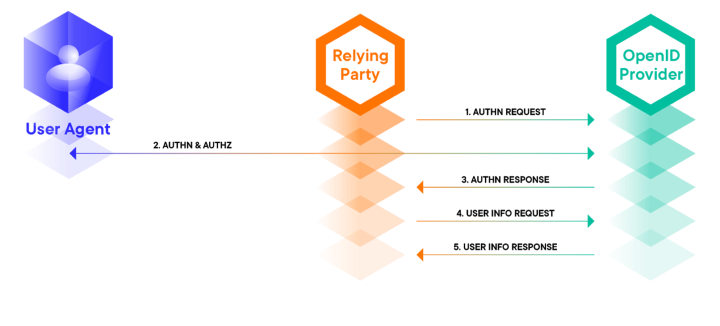 Relying
Party
OpenID
Provider
User Agent
1. AUTHN REQUEST
2. AUTHN & AUTHZ
3. AUTHN RESPONSE
4. USER INFO REQUEST
5. USER INFO RESPONSE